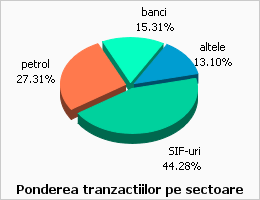 banci
15.31%
altele
13.10%
petrol
27.31%
SIF-uri
44.28%
Ponderea tranzactiilor pe sectoare